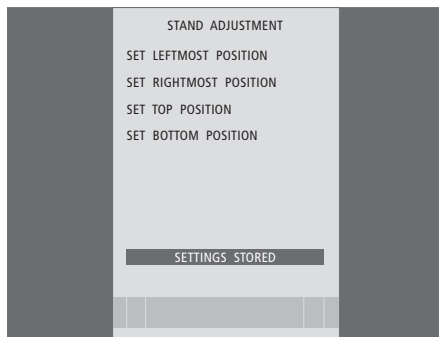 STAND ADJUSTMENT
SET LEFTMOST POSITION
SET RIGHTMOST POSITION
SET TOP POSITION
SET BOTTOM POSITION
SETTINGS STORED